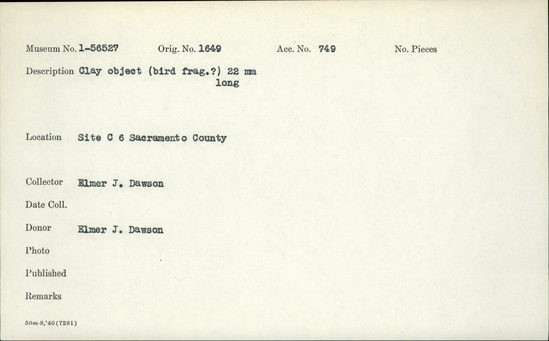 Museum No. 1-56527 Orig. No. 1649 Acc. No. 749 No. Pieces
Description Clay object (bird frag.?) 22 mm
long
Location Site C 6 Sacramento County
Collector Elmer J. Dawson
Date Coll.
Donor Elmer J. Dawson
Photo
Published
Remarks
50m-8,'40(7281)